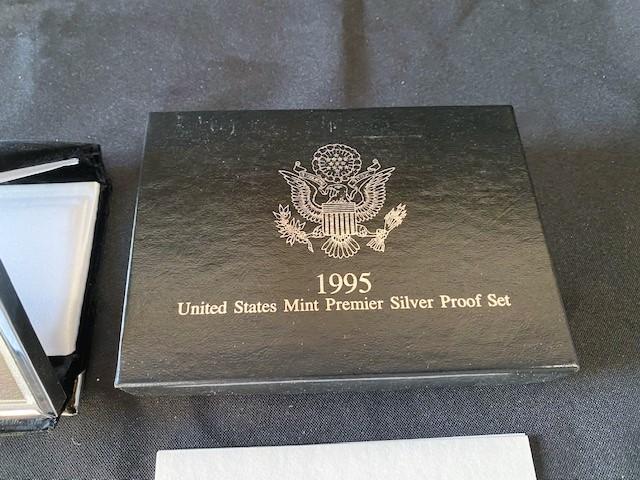 1995
United States Mint Premier Silver Proof Set